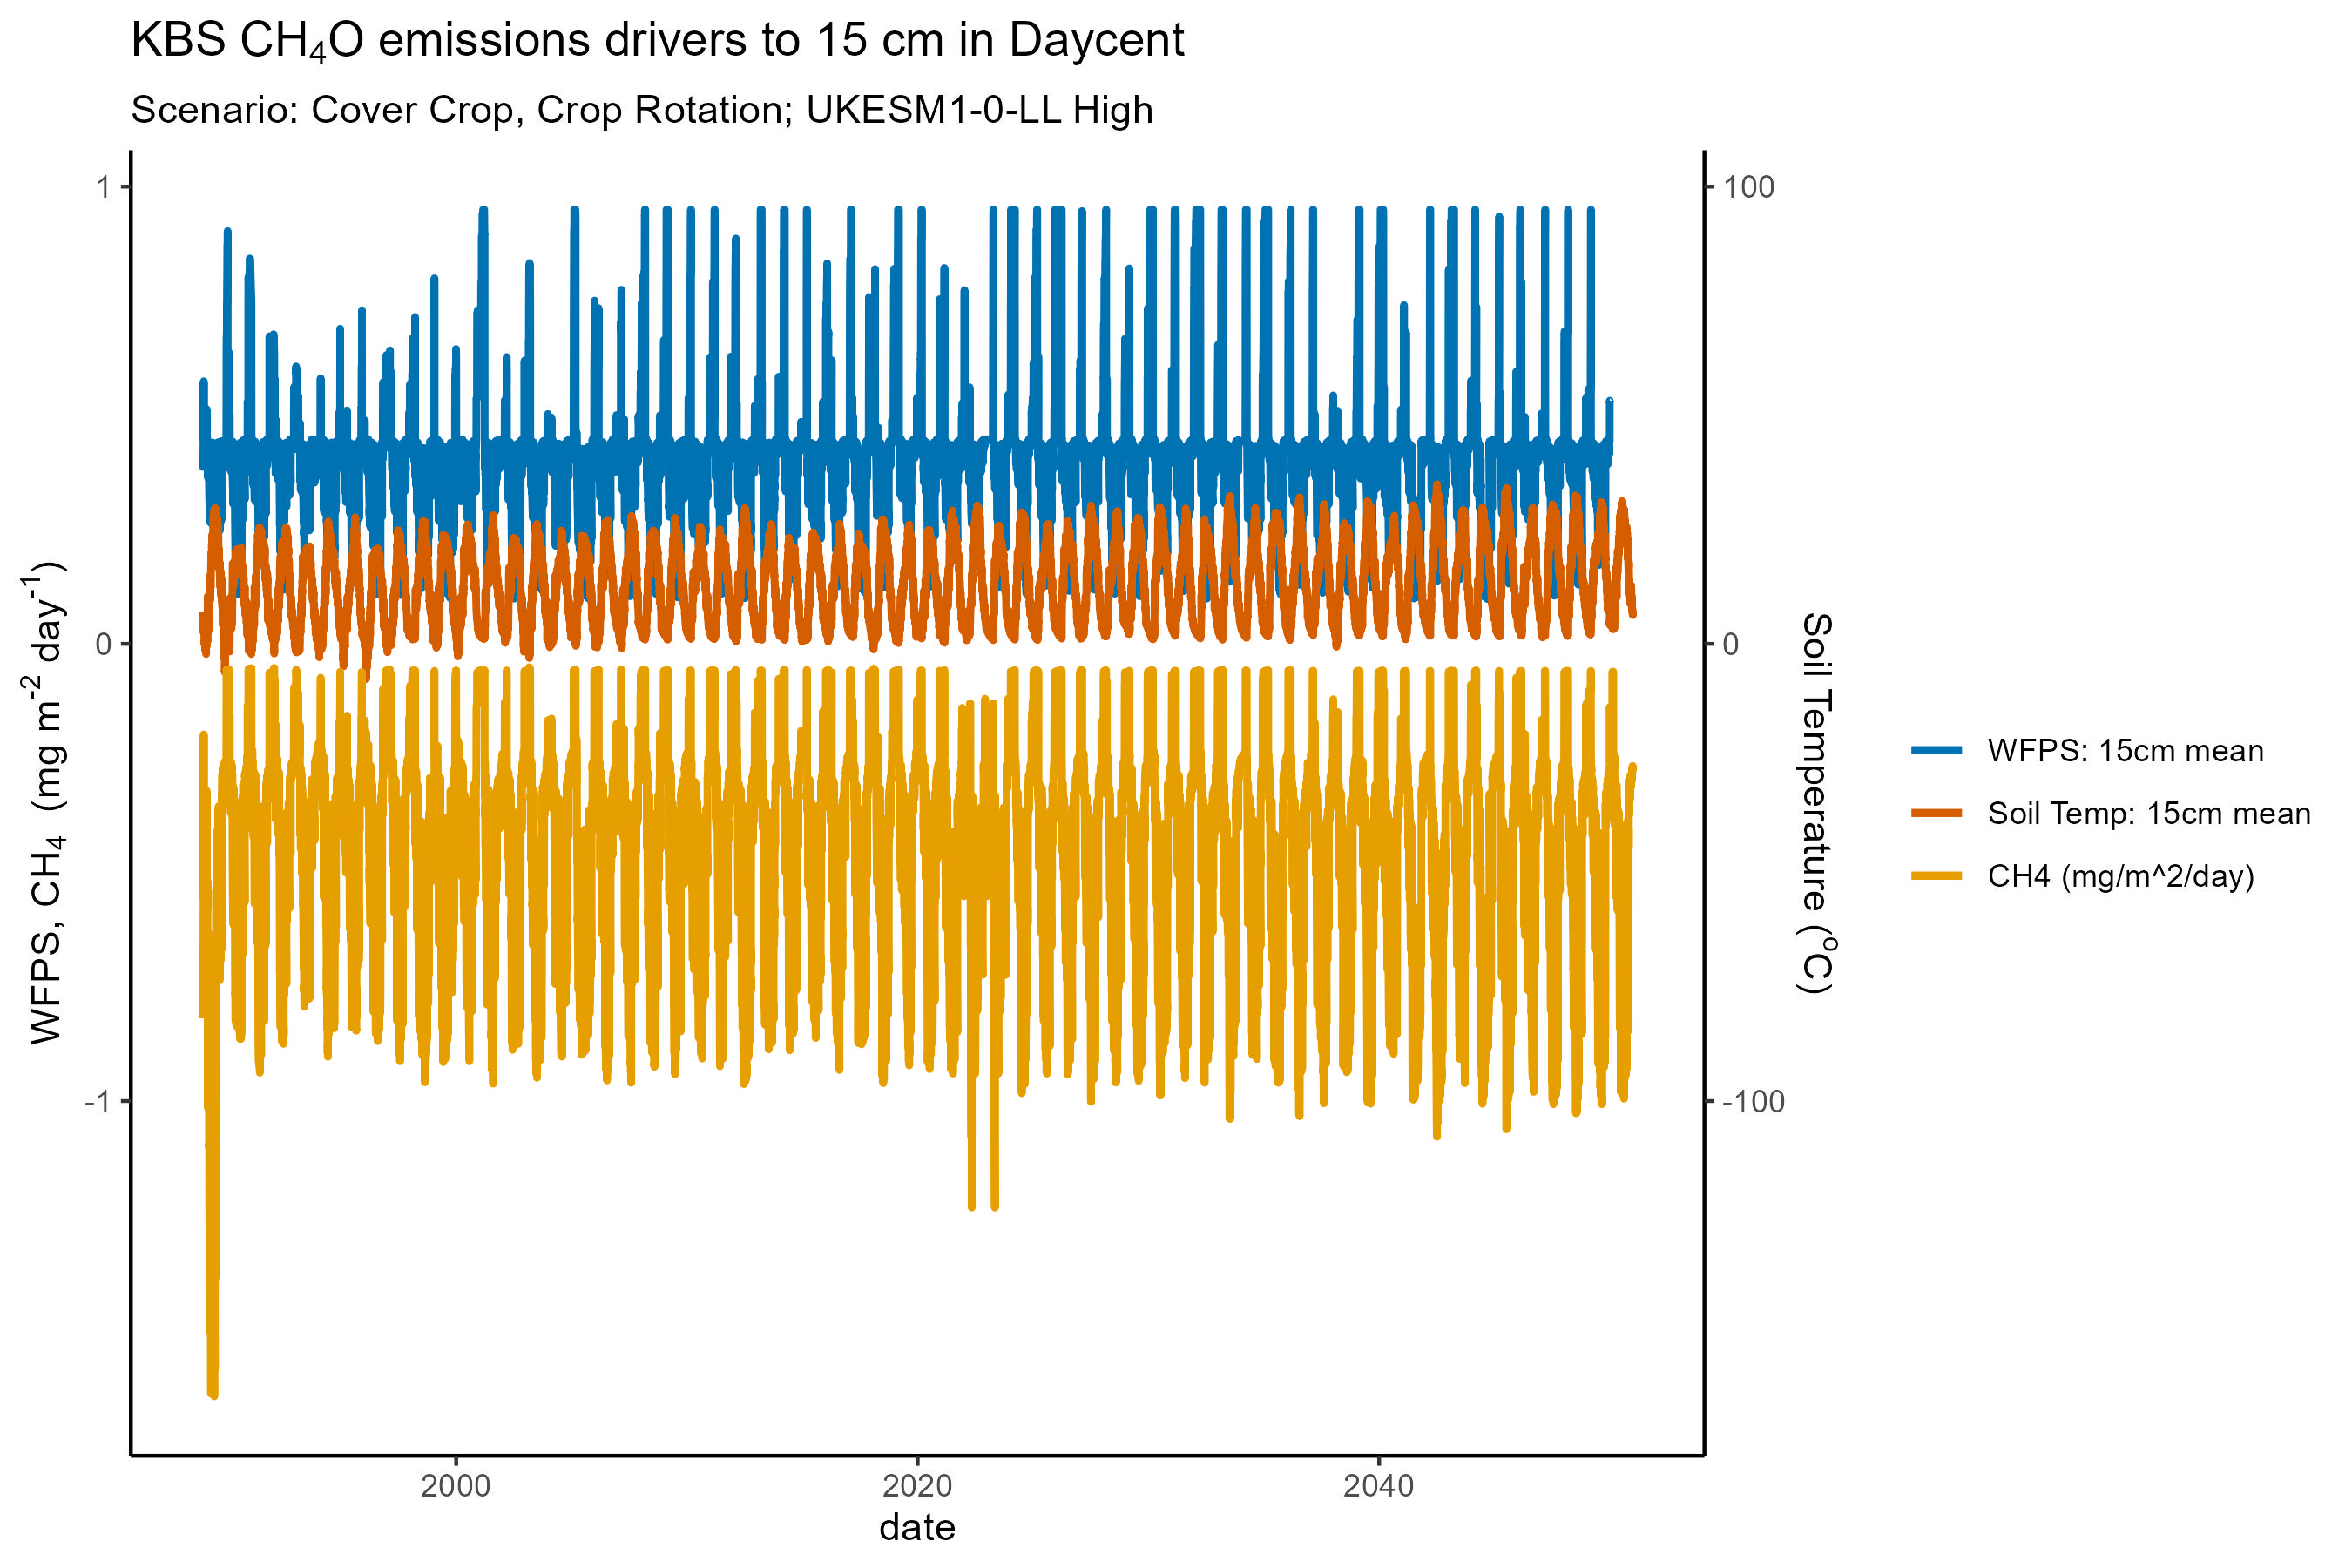 KBS CH₄O emissions drivers to 15 cm in Daycent
Scenario: Cover Crop, Crop Rotation; UKESM1-0-LL High
1
0
-1
WFPS, CH₄ (mg m⁻² day⁻¹)
100
0
-100
Soil Temperature (°C)
WFPS: 15cm mean
Soil Temp: 15cm mean
CH4 (mg/m^2/day)
2000
2020
2040
date